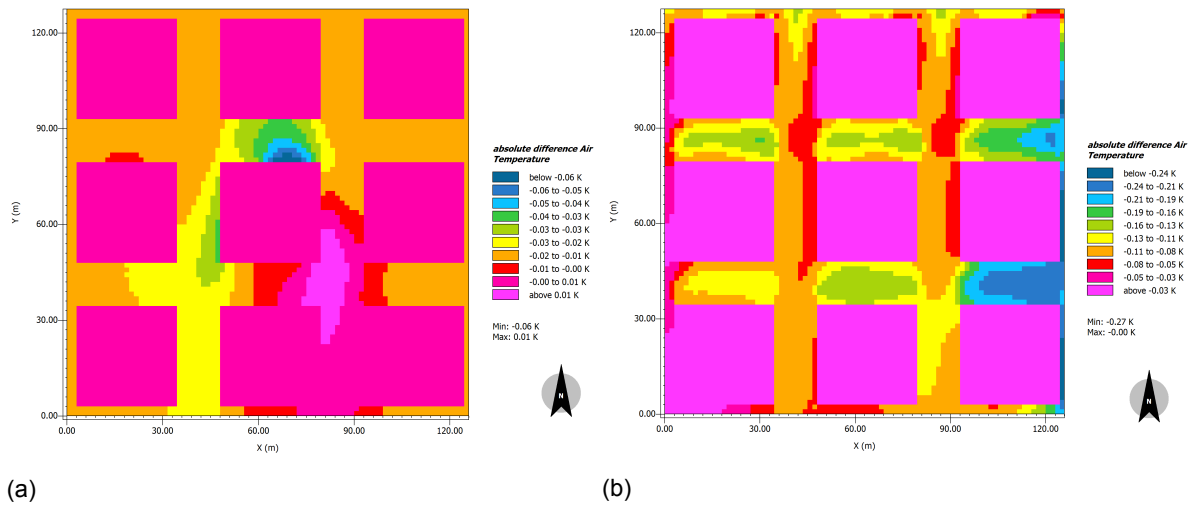 120.00
90.00
60.00
30.00
0.00
Y (m)
0.00 30.00 60.00 90.00 120.00
X (m)
absolute difference Air
Temperature
below -0.06 K
-0.06 to -0.05 K
-0.05 to -0.04 K
-0.04 to -0.03 K
-0.03 to -0.03 K
-0.03 to -0.02 K
-0.02 to -0.01 K
-0.01 to -0.00 K
-0.00 to 0.01 K
above 0.01 K
Min: -0.06 K
Max: 0.01 K
N
(a)
120.00
90.00
60.00
30.00
0.00
Y (m)
0.00 30.00 60.00 90.00 120.00
X (m)
absolute difference Air
Temperature
below -0.24 K
-0.24 to -0.21 K
-0.21 to -0.19 K
-0.19 to -0.16 K
-0.16 to -0.13 K
-0.13 to -0.11 K
-0.11 to -0.08 K
-0.08 to -0.05 K
-0.05 to -0.03 K
above -0.03 K
Min: -0.27 K
Max: -0.00 K
N
(b)